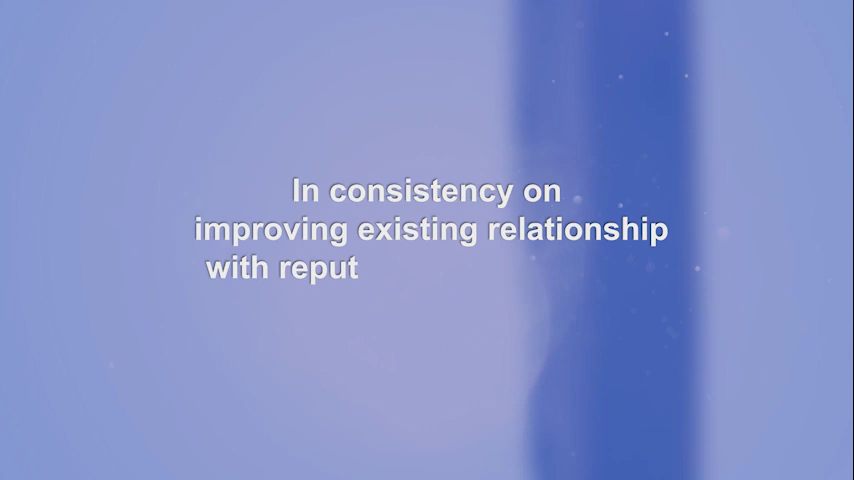 In consistency on
improving existing relationship
with reput